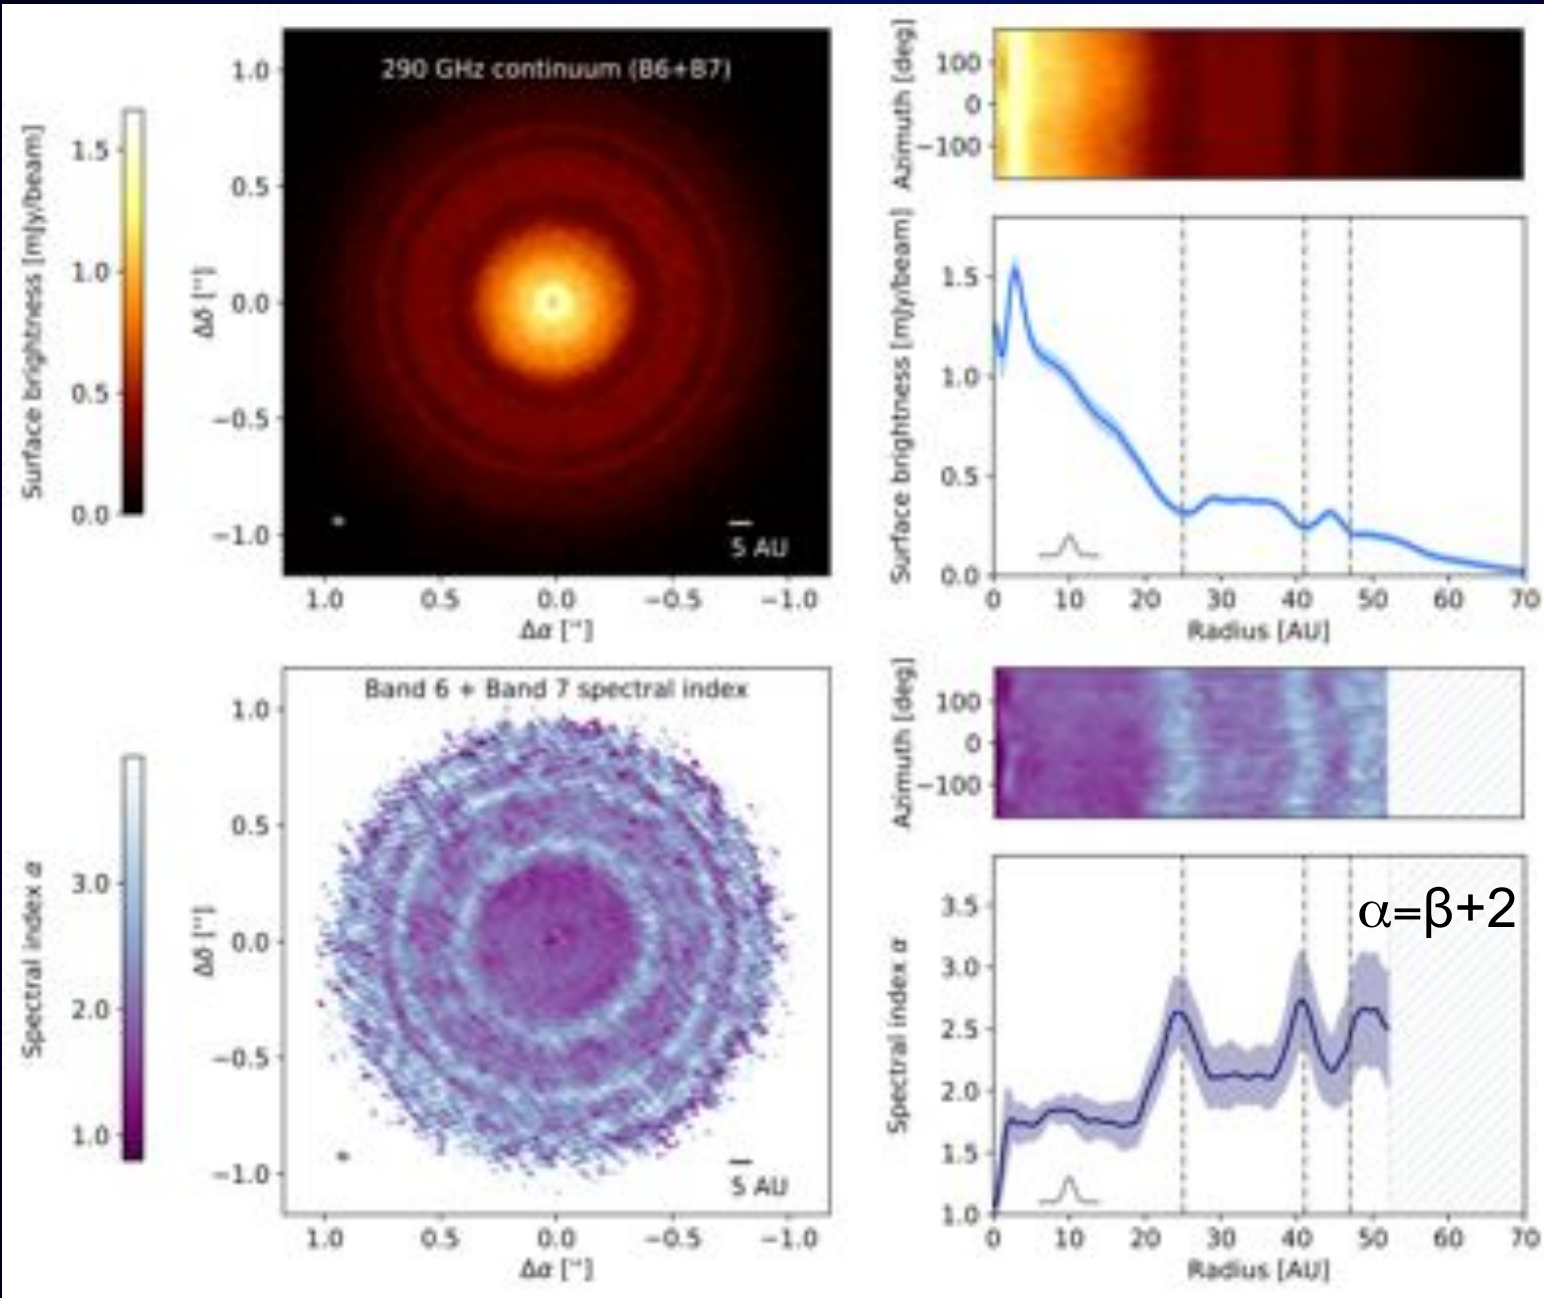 290 GHz continuum (B6+B7)
Surface brightness [mJy/beam]
1.5
1.0
0.5
0.0
Δδ ["]
1.0
0.5
0.0
−0.5
−1.0
5 AU
1.0 0.5 0.0 −0.5 −1.0
Δα ["]
Azimuth [deg]
100
0
−100
Surface brightness [mJy/beam]
1.5
1.0
0.5
0.0
0 10 20 30 40 50 60 70
Radius [AU]
Band 6 + Band 7 spectral index
Spectral index α
3.0
2.0
1.0
Δδ ["]
1.0
0.5
0.0
−0.5
−1.0
5 AU
1.0 0.5 0.0 −0.5 −1.0
Δα ["]
Azimuth [deg]
100
0
−100
α=β+2
Spectral index α
3.5
3.0
2.5
2.0
1.5
1.0
0 10 20 30 40 50 60 70
Radius [AU]